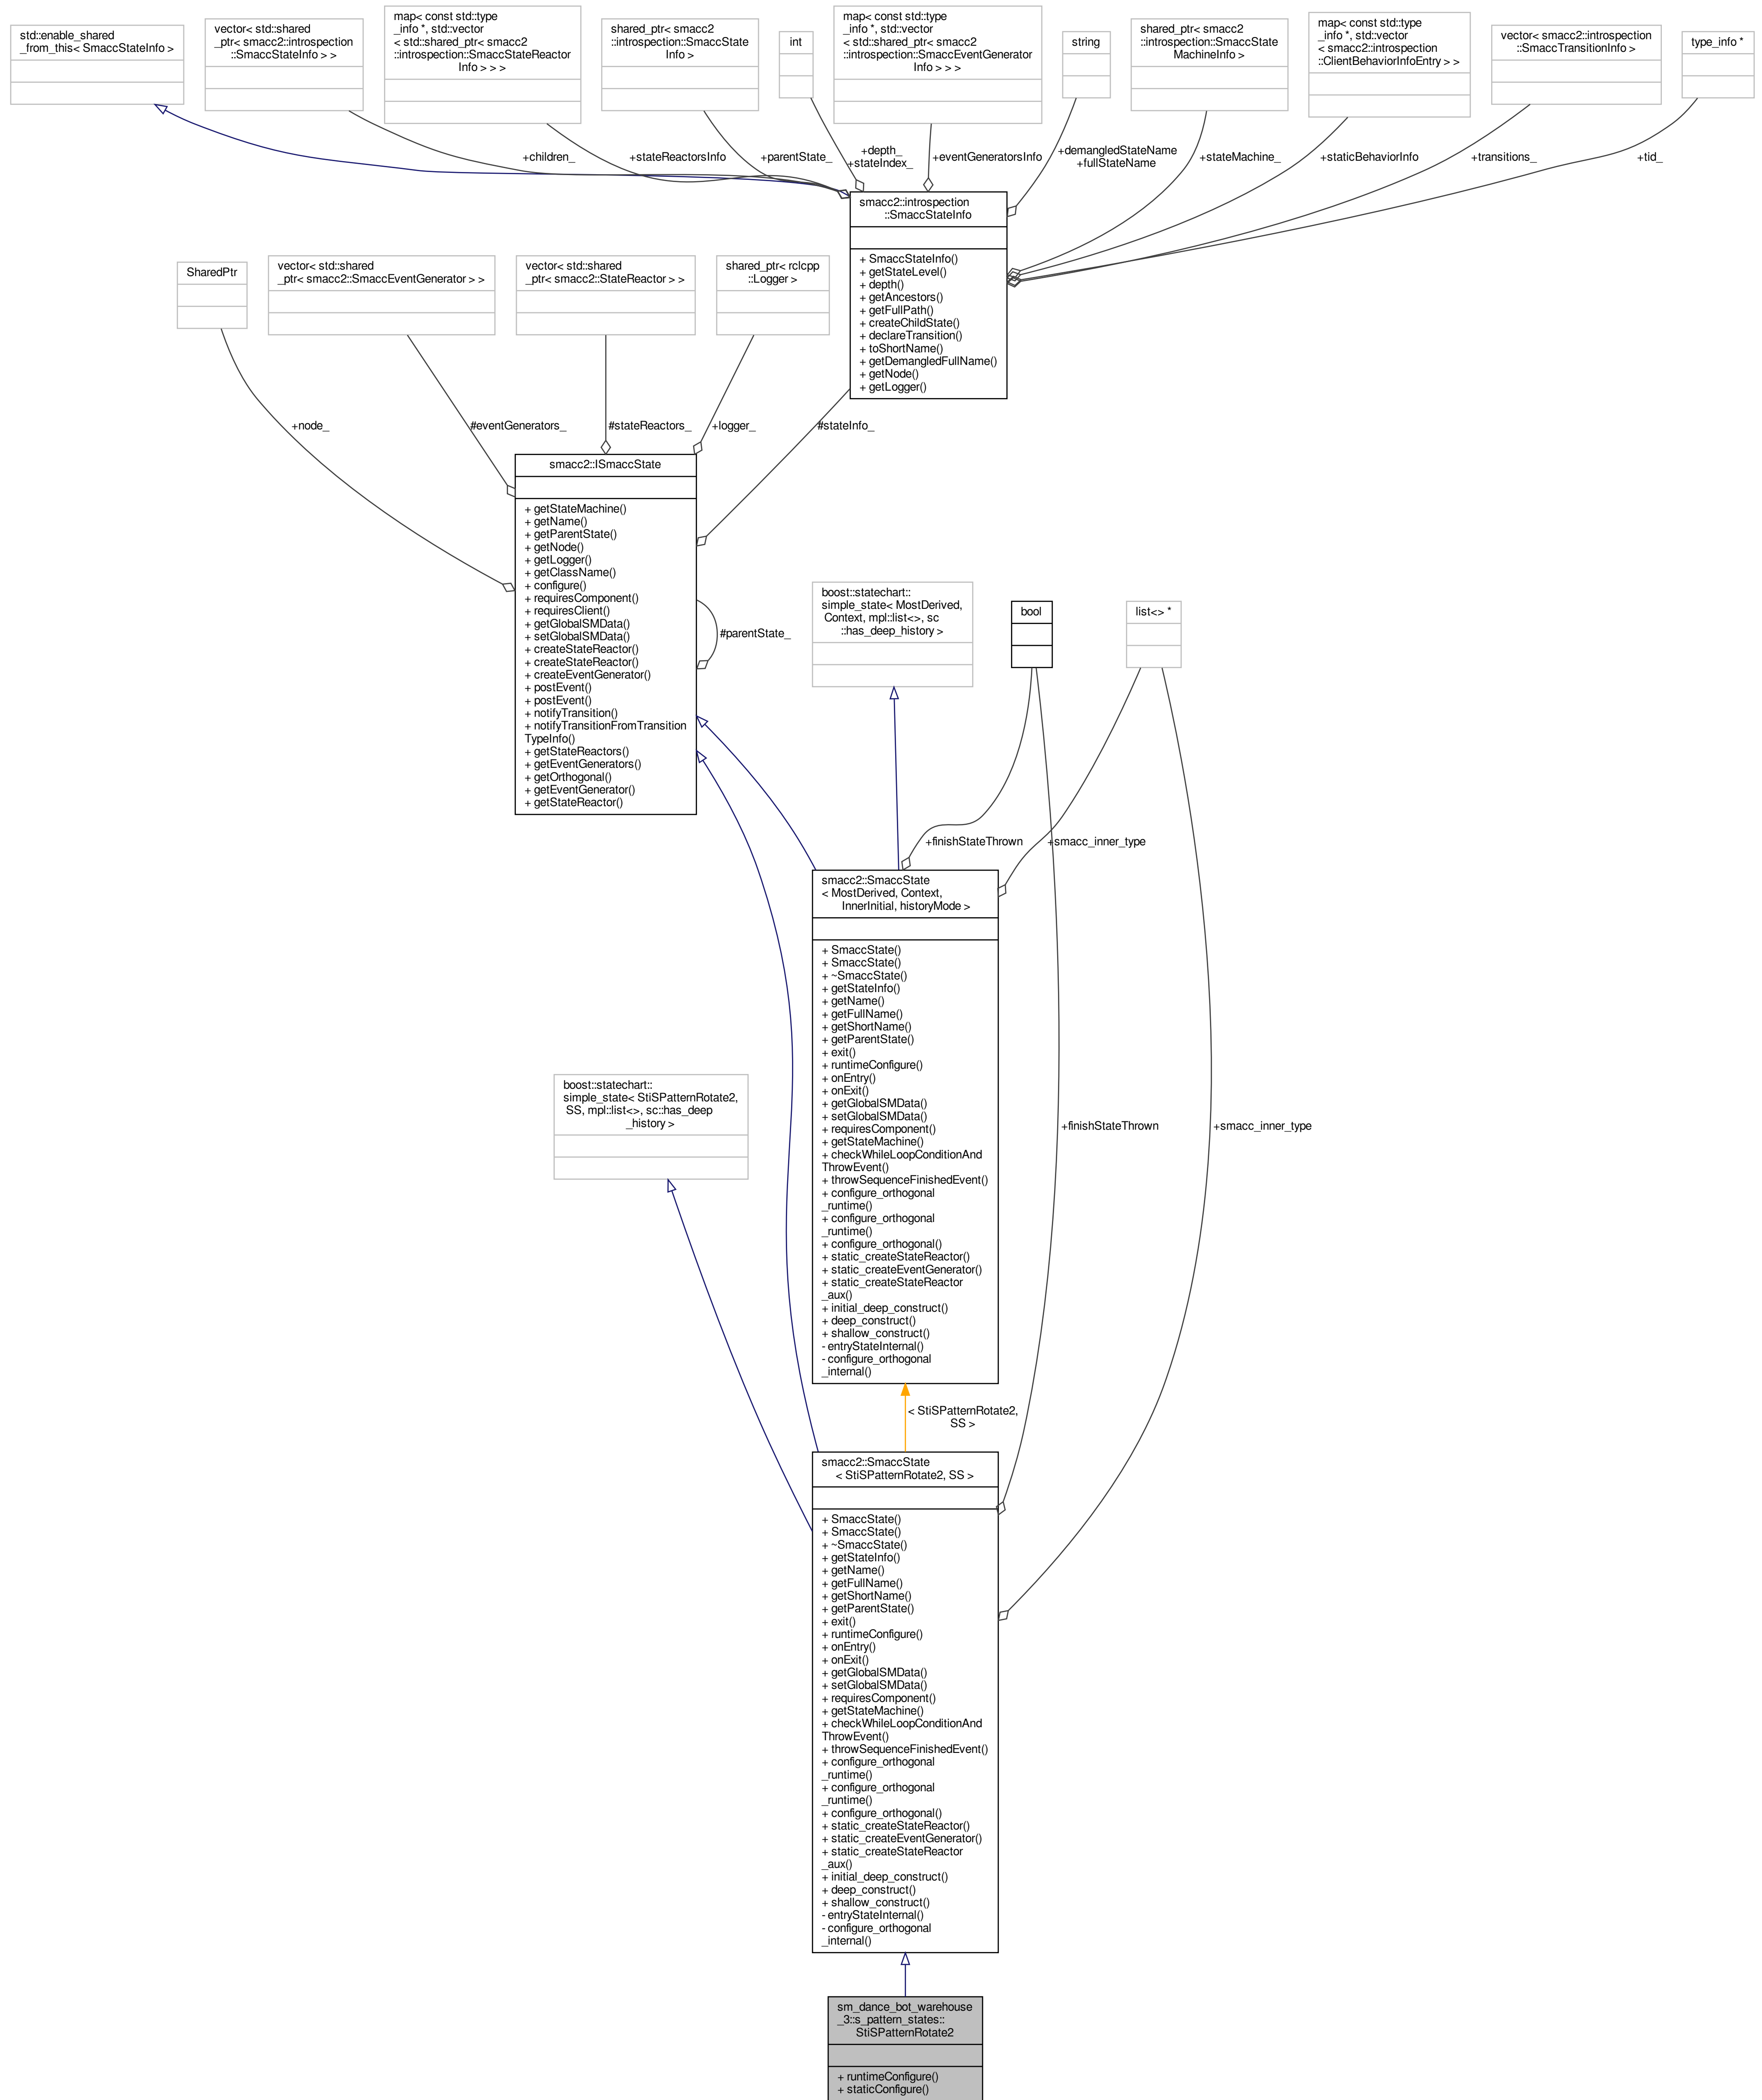 std::enable_shared
_from_this< SmaccStateInfo >
vector< std::shared
_ptr< smacc2::introspection
::SmaccStateInfo > >
map< const std::type
_info *, std::vector
< std::shared_ptr< smacc2
::introspection::SmaccStateReactor
Info > > >
shared_ptr< smacc2
::introspection::SmaccState
Info >
int
map< const std::type
_info *, std::vector
< std::shared_ptr< smacc2
::introspection::SmaccEventGenerator
Info > > >
string
shared_ptr< smacc2
::introspection::SmaccState
MachineInfo >
map< const std::type
_info *, std::vector
< smacc2::introspection
::ClientBehaviorInfoEntry > >
vector< smacc2::introspection
::SmaccTransitionInfo >
type_info *
+children_
+stateReactorsInfo
+parentState_
+depth_
+stateIndex_
+eventGeneratorsInfo
+demangledStateName
+fullStateName
+stateMachine_
+staticBehaviorInfo
+transitions_
+tid_
smacc2::introspection
::SmaccStateInfo
+ SmaccStateInfo()
+ getStateLevel()
+ depth()
+ getAncestors()
+ getFullPath()
+ createChildState()
+ declareTransition()
+ toShortName()
+ getDemangledFullName()
+ getNode()
+ getLogger()
SharedPtr
vector< std::shared
_ptr< smacc2::SmaccEventGenerator > >
vector< std::shared
_ptr< smacc2::StateReactor > >
shared_ptr< rclcpp
::Logger >
+node_
#eventGenerators_
#stateReactors_
+logger_
#stateInfo_
smacc2::ISmaccState
+ getStateMachine()
+ getName()
+ getParentState()
+ getNode()
+ getLogger()
+ getClassName()
+ configure()
+ requiresComponent()
+ requiresClient()
+ getGlobalSMData()
+ setGlobalSMData()
+ createStateReactor()
+ createStateReactor()
+ createEventGenerator()
+ postEvent()
+ postEvent()
+ notifyTransition()
+ notifyTransitionFromTransition
TypeInfo()
+ getStateReactors()
+ getEventGenerators()
+ getOrthogonal()
+ getEventGenerator()
+ getStateReactor()
#parentState_
boost::statechart::
simple_state< MostDerived,
Context, mpl::list<>, sc
::has_deep_history >
bool
list<> *
+finishStateThrown
+smacc_inner_type
smacc2::SmaccState
< MostDerived, Context,
InnerInitial, historyMode >
+ SmaccState()
+ SmaccState()
+ ~SmaccState()
+ getStateInfo()
+ getName()
+ getFullName()
+ getShortName()
+ getParentState()
+ exit()
+ runtimeConfigure()
+ onEntry()
+ onExit()
+ getGlobalSMData()
+ setGlobalSMData()
+ requiresComponent()
+ getStateMachine()
+ checkWhileLoopConditionAnd
ThrowEvent()
+ throwSequenceFinishedEvent()
+ configure_orthogonal
_runtime()
+ configure_orthogonal
_runtime()
+ configure_orthogonal()
+ static_createStateReactor()
+ static_createEventGenerator()
+ static_createStateReactor
_aux()
+ initial_deep_construct()
+ deep_construct()
+ shallow_construct()
- entryStateInternal()
- configure_orthogonal
_internal()
boost::statechart::
simple_state< StiSPatternRotate2,
SS, mpl::list<>, sc::has_deep
_history >
+finishStateThrown
+smacc_inner_type
< StiSPatternRotate2,
SS >
smacc2::SmaccState
< StiSPatternRotate2, SS >
+ SmaccState()
+ SmaccState()
+ ~SmaccState()
+ getStateInfo()
+ getName()
+ getFullName()
+ getShortName()
+ getParentState()
+ exit()
+ runtimeConfigure()
+ onEntry()
+ onExit()
+ getGlobalSMData()
+ setGlobalSMData()
+ requiresComponent()
+ getStateMachine()
+ checkWhileLoopConditionAnd
ThrowEvent()
+ throwSequenceFinishedEvent()
+ configure_orthogonal
_runtime()
+ configure_orthogonal
_runtime()
+ configure_orthogonal()
+ static_createStateReactor()
+ static_createEventGenerator()
+ static_createStateReactor
_aux()
+ initial_deep_construct()
+ deep_construct()
+ shallow_construct()
- entryStateInternal()
- configure_orthogonal
_internal()
sm_dance_bot_warehouse
_3::s_pattern_states::
StiSPatternRotate2
+ runtimeConfigure()
+ staticConfigure()